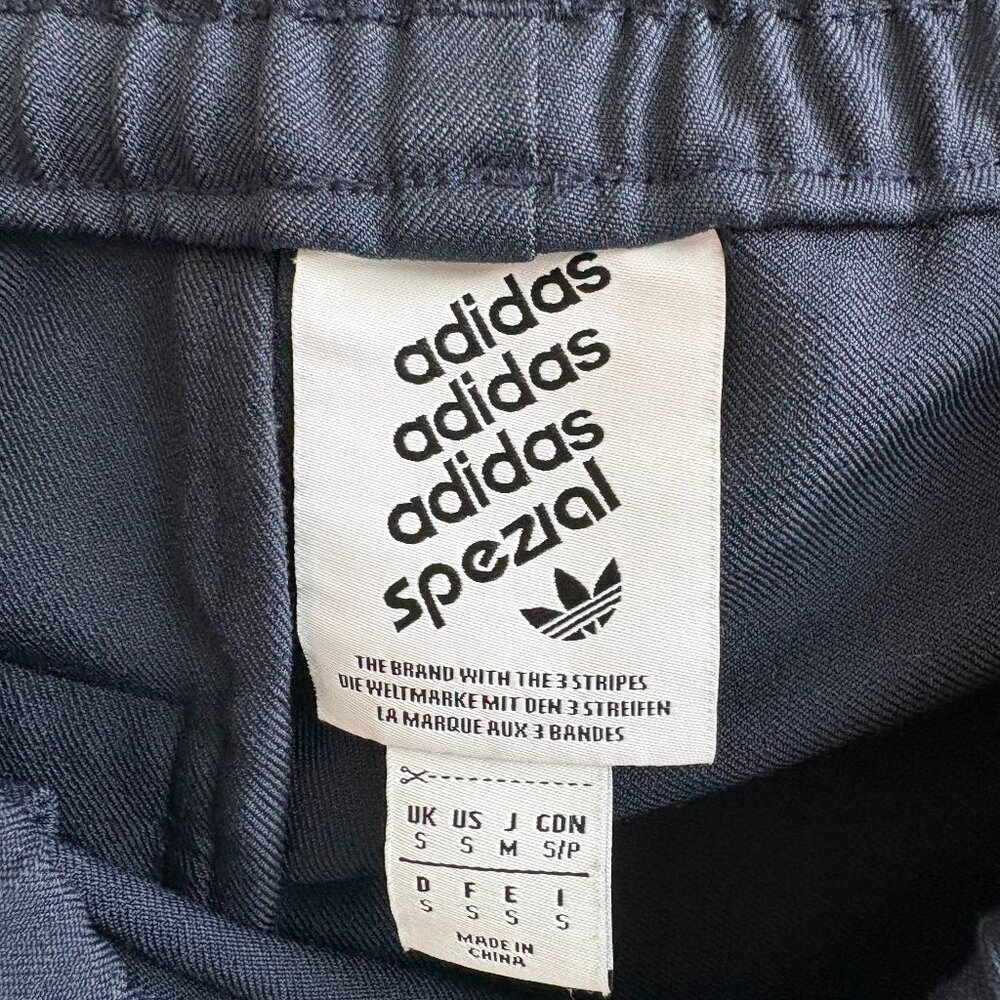 adidas
adidas
adidas
spezial
THE BRAND WITH THE 3 STRIPES
DIE WELTMARKE MIT DEN 3 STREIFEN
LA MARQUE AUX 3 BANDES
UK US J CDN
S S M S/P
D F E I
S S S S
MADE IN
CHINA